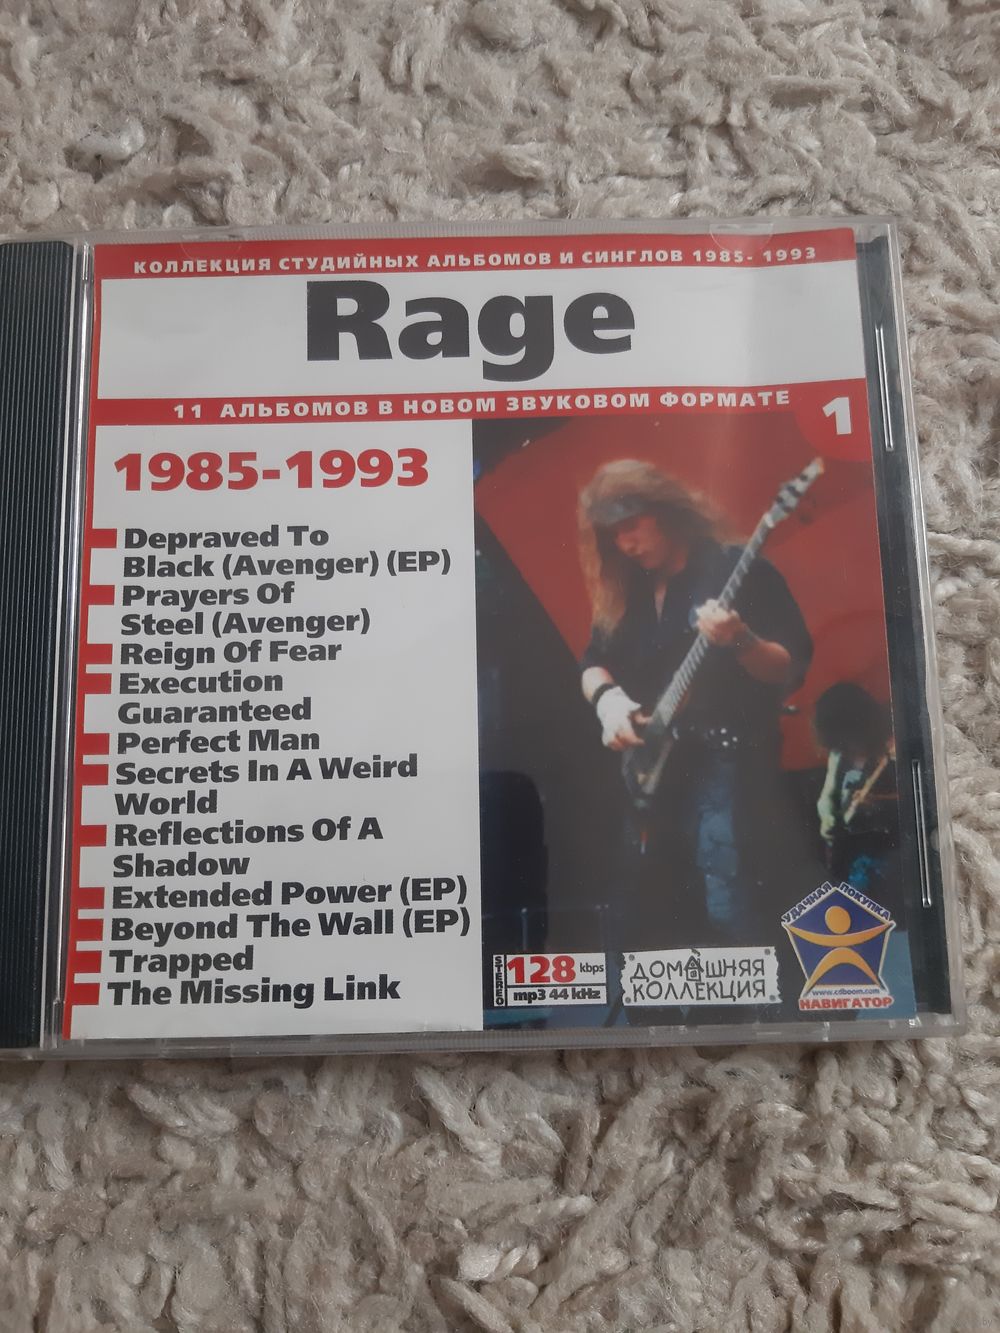 КОЛЛЕКЦИЯ СТУДИЙНЫХ АЛЬБОМОВ И СИНГЛОВ 1985- 1993
Rage
11 АЛЬБОМОВ В НОВОМ ЗВУКОВОМ ФОРМАТЕ
1
1985-1993
Depraved To
Black (Avenger) (EP)
Prayers Of
Steel (Avenger)
Reign Of Fear
Execution
Guaranteed
Perfect Man
Secrets In A Weird
World
Reflections Of A
Shadow
Extended Power (EP)
Beyond The Wall (EP)
Trapped
The Missing Link
STEREO
128 kbps
mp3 44 kHz
ДОМАШНЯЯ
КОЛЛЕКЦИЯ
УДАЧНАЯ ПОКУПКА
www.cdboom.com
НАВИГАТОР